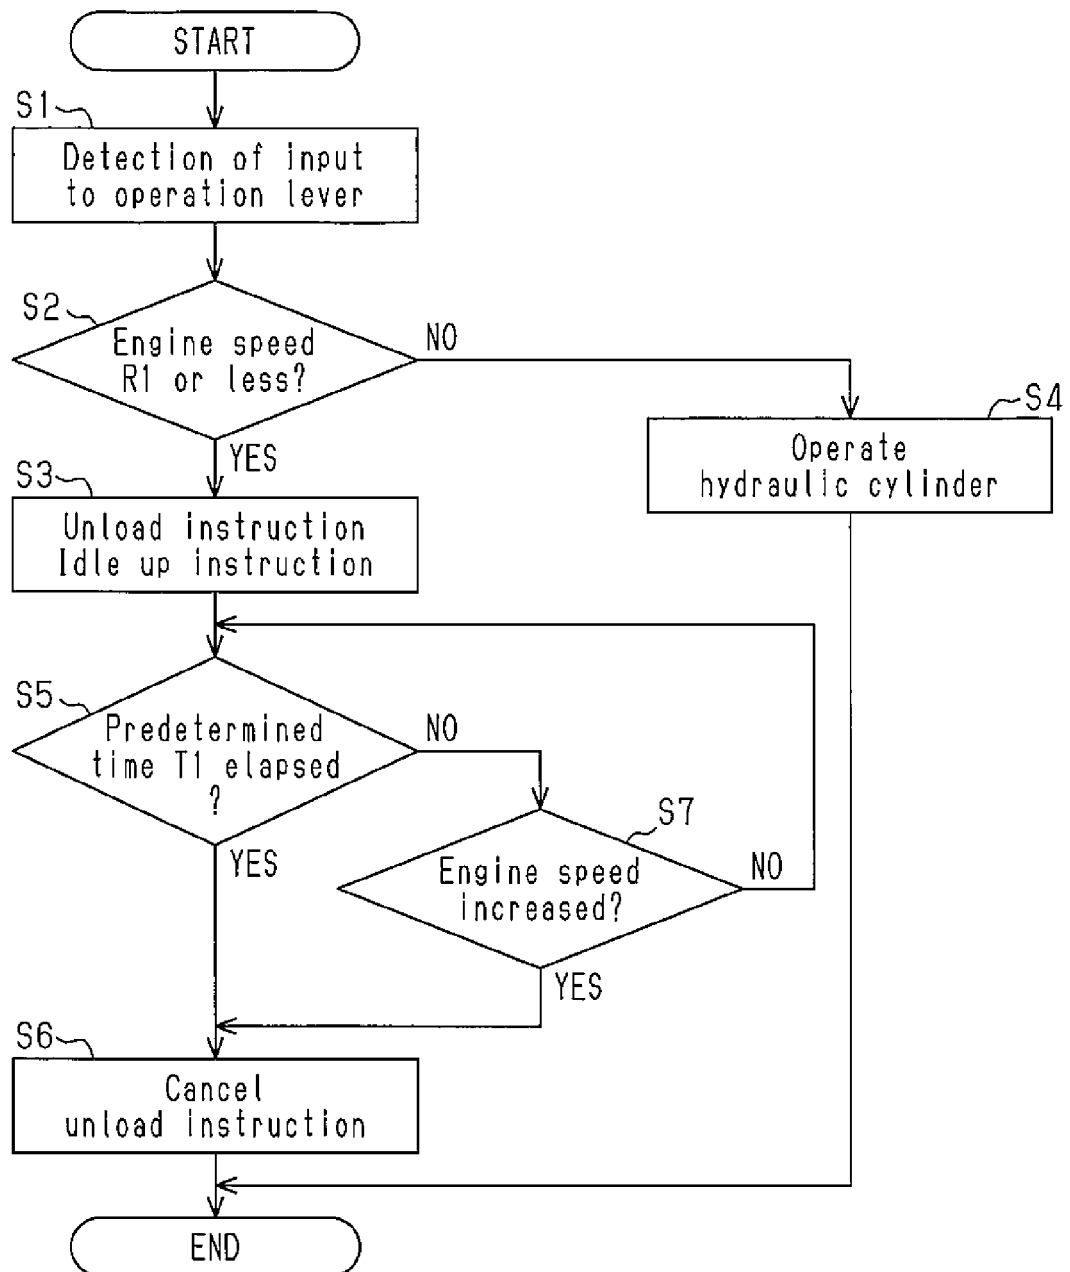 START
S1
Detection of input
to operation lever
S2
Engine speed
R1 or less?
NO
YES
S4
Operate
hydraulic cylinder
S3
Unload instruction
Idle up instruction
S5
Predetermined
time T1 elapsed
?
NO
YES
S7
Engine speed
increased?
NO
YES
S6
Cancel
unload instruction
END